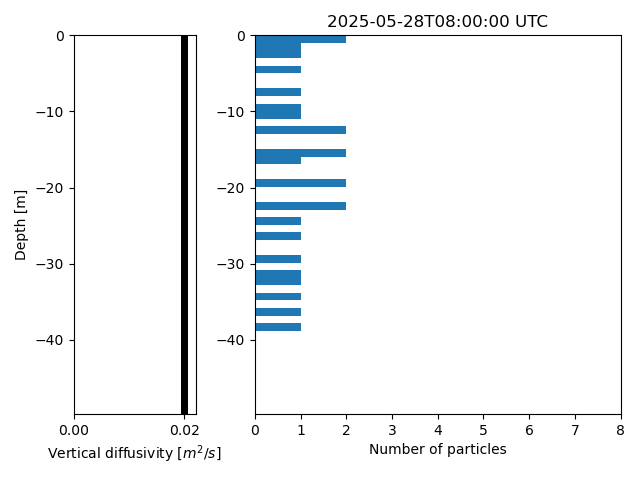 2025-05-28T08:00:00 UTC
Depth [m]
0
−10
−20
−30
−40
0.00 0.02
Vertical diffusivity [m²/s]
0
−10
−20
−30
−40
0 1 2 3 4 5 6 7 8
Number of particles